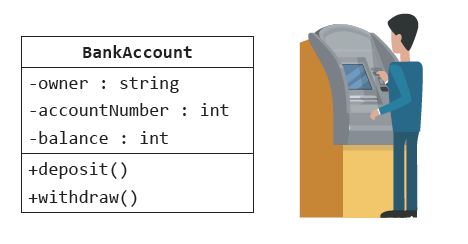 BankAccount
-owner : string
-accountNumber : int
-balance : int
+deposit()
+withdraw()